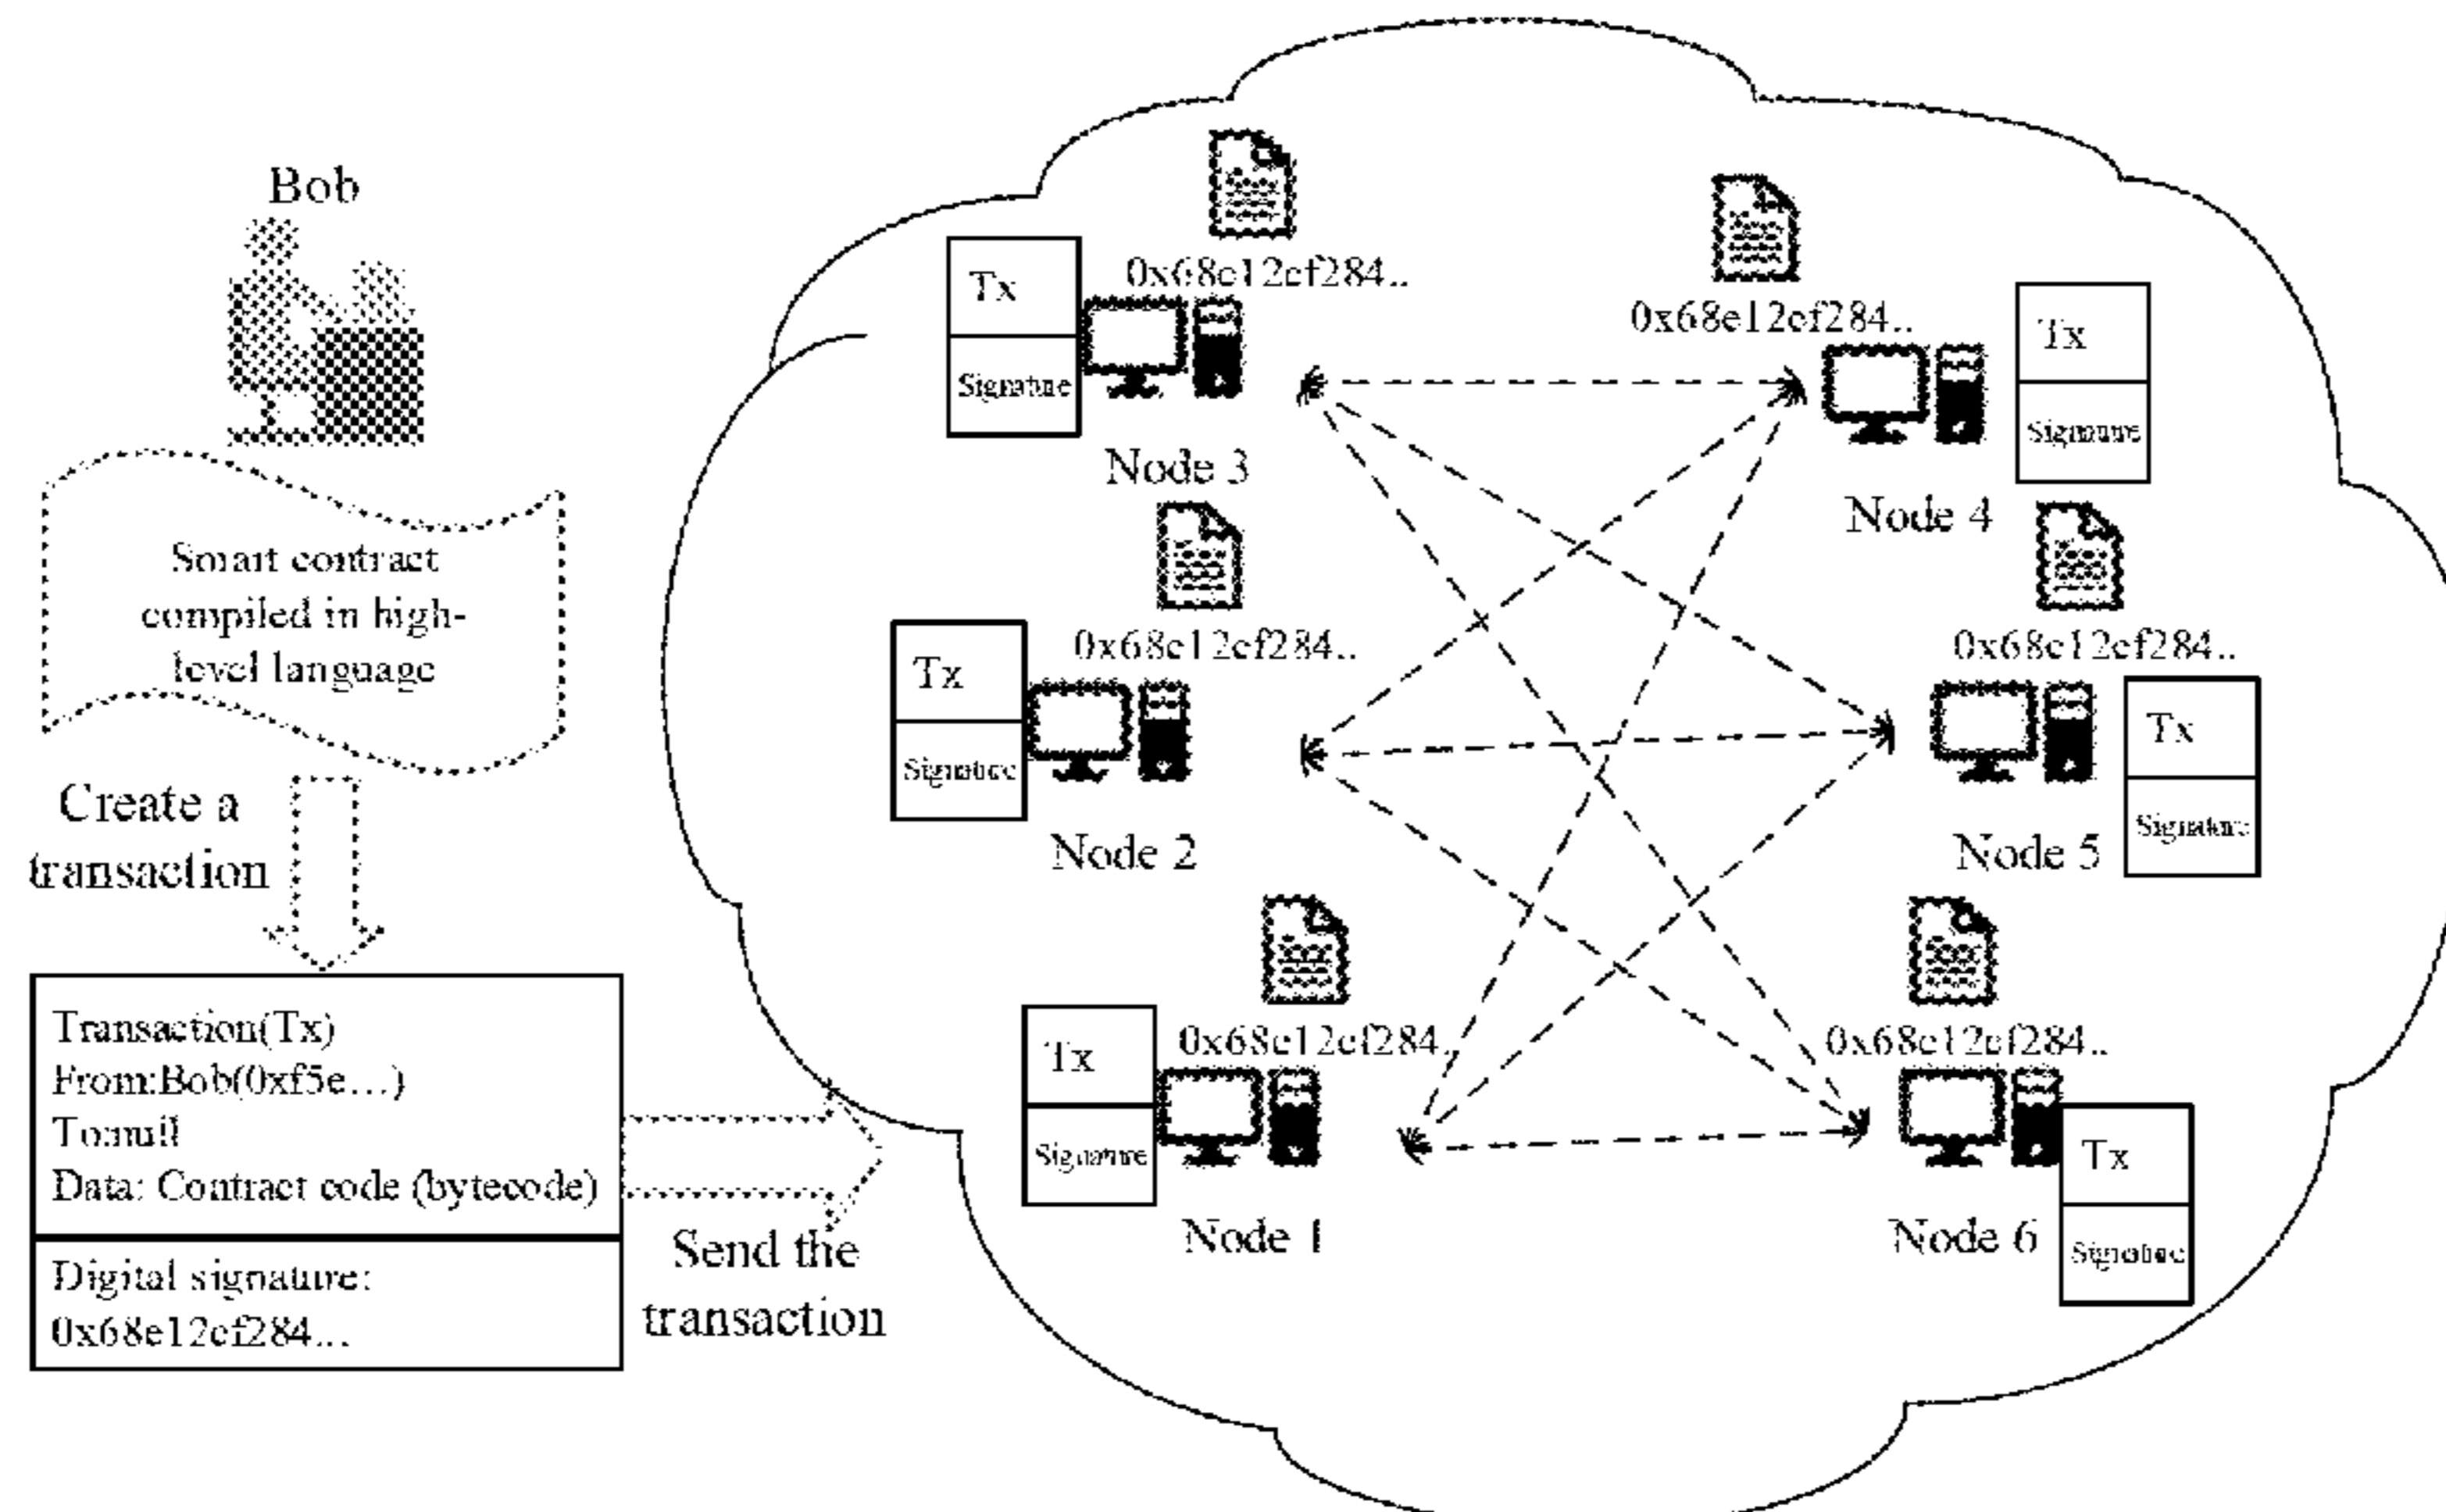 Bob
Smart contract
compiled in high-
level language
Create a
transaction
Transaction(Tx)
From:Bob(0xf5e...)
To:null
Data: Contract code (bytecode)
Digital signature:
0x68e12cf284...
Send the
transaction
Tx
Signature
0x68e12cf284..
Node 3
0x68e12cf284..
Tx
Signature
Node 4
Tx
Signature
0x68e12cf284..
Node 2
0x68e12cf284..
Tx
Signature
Node 5
Tx
Signature
0x68e12cf284..
Node 1
0x68e12cf284..
Tx
Signature
Node 6